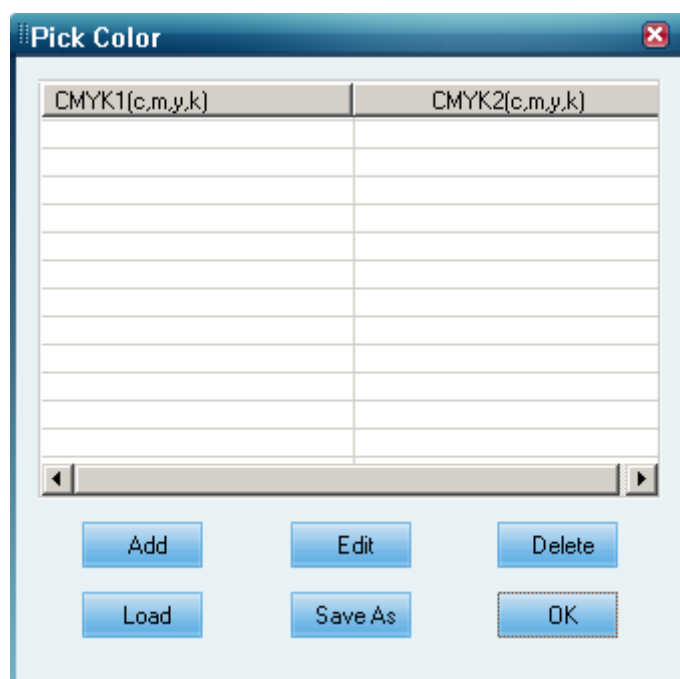 Pick Color
CMYK1(c,m,y,k) CMYK2(c,m,y,k)
Add Edit Delete
Load Save As OK